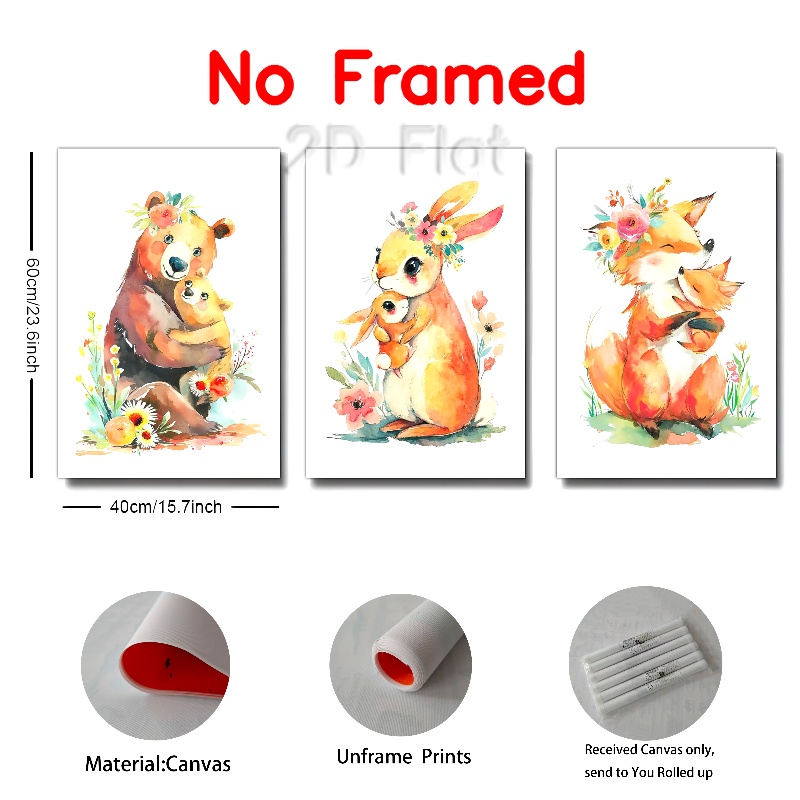 No Framed
2D Flat
60cm/23.6inch
40cm/15.7inch
Material:Canvas
Unframe Prints
Received Canvas only,
send to You Rolled up